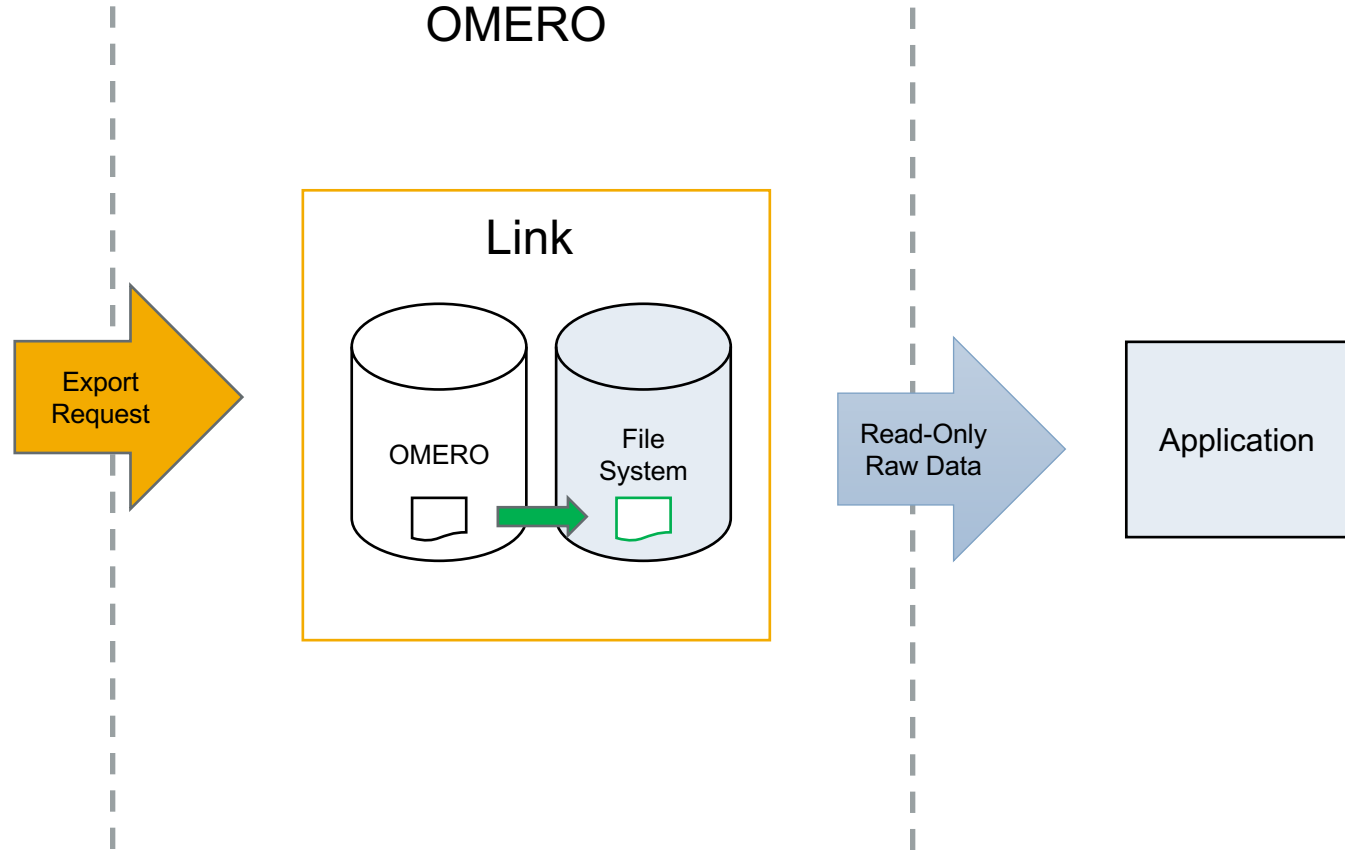 OMERO
Link
Export
Request
OMERO
File
System
Read-Only
Raw Data
Application